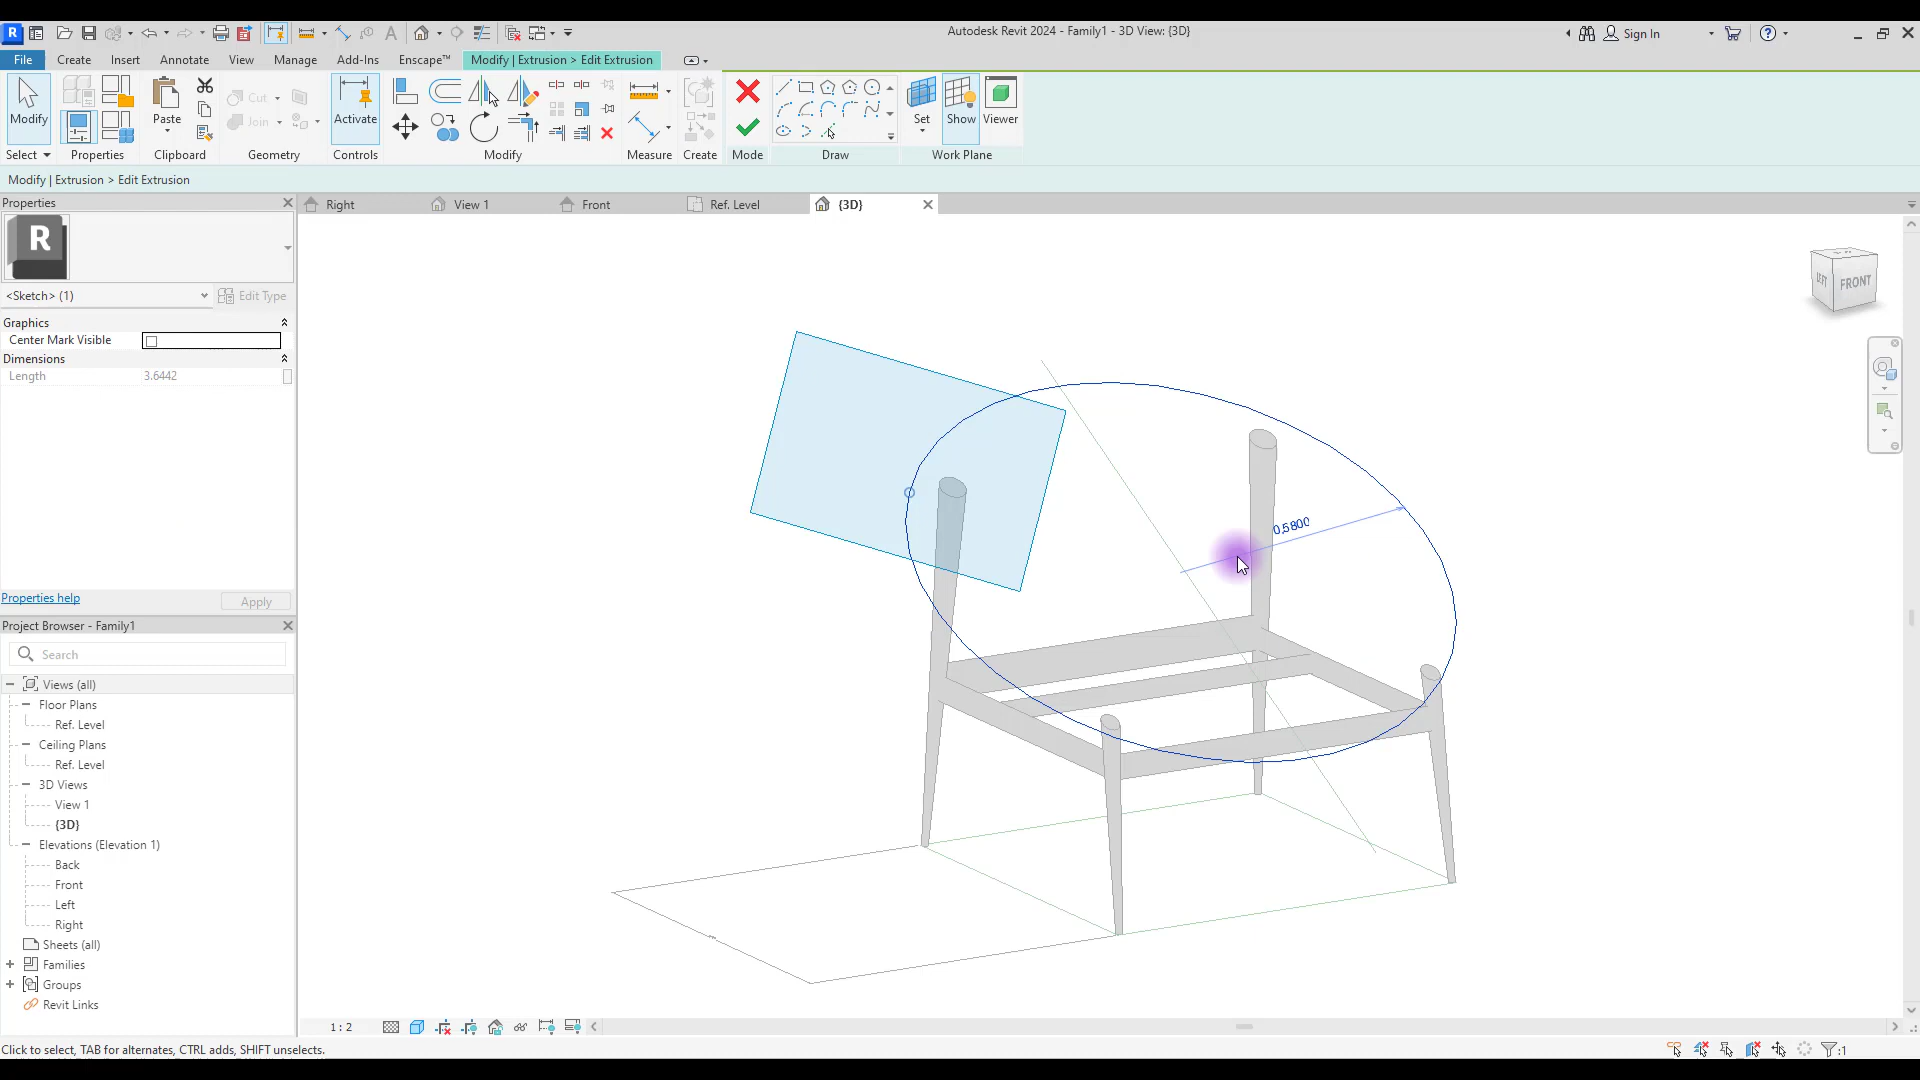 R
Autodesk Revit 2024 - Family1 - 3D View: {3D}
Sign In
File
Create
Insert
Annotate
View
Manage
Add-Ins
Enscape™
Modify | Extrusion > Edit Extrusion
Modify
Paste
Cut
Join
Activate
Set
Show
Viewer
Select
Properties
Clipboard
Geometry
Controls
Modify
Measure
Create
Mode
Draw
Work Plane
Modify | Extrusion > Edit Extrusion
Properties
Right
View 1
Front
Ref. Level
{3D}
R
<Sketch> (1)
Edit Type
Graphics
Center Mark Visible
Dimensions
Length
3.6442
LEFT
FRONT
0.5800
Properties help
Apply
Project Browser - Family1
Search
Views (all)
Floor Plans
Ref. Level
Ceiling Plans
Ref. Level
3D Views
View 1
{3D}
Elevations (Elevation 1)
Back
Front
Left
Right
Sheets (all)
Families
Groups
Revit Links
1 : 2
Click to select, TAB for alternates, CTRL adds, SHIFT unselects.
:1